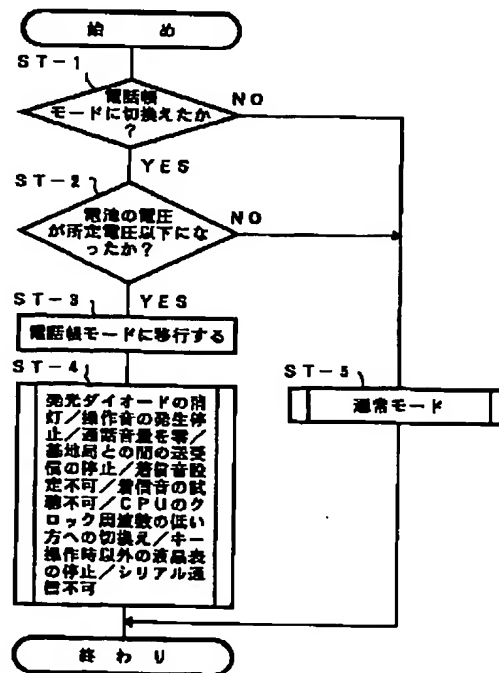 始 め
ST-1
電話帳
モードに切換えたか
?
NO
YES
ST-2
電池の電圧
が所定電圧以下にな
ったか?
NO
YES
ST-3
電話帳モードに移行する
ST-4
発光ダイオードの消
灯/操作音の発生停
止/通話音量を零/
基地局との間の送受
信の停止/着信音設
定不可/着信音の試
聴不可/CPUのク
ロック周波数の低い
方への切換え/キー
操作時以外の液晶表
の停止/シリアル通
信不可
ST-5
通常モード
終 わ り